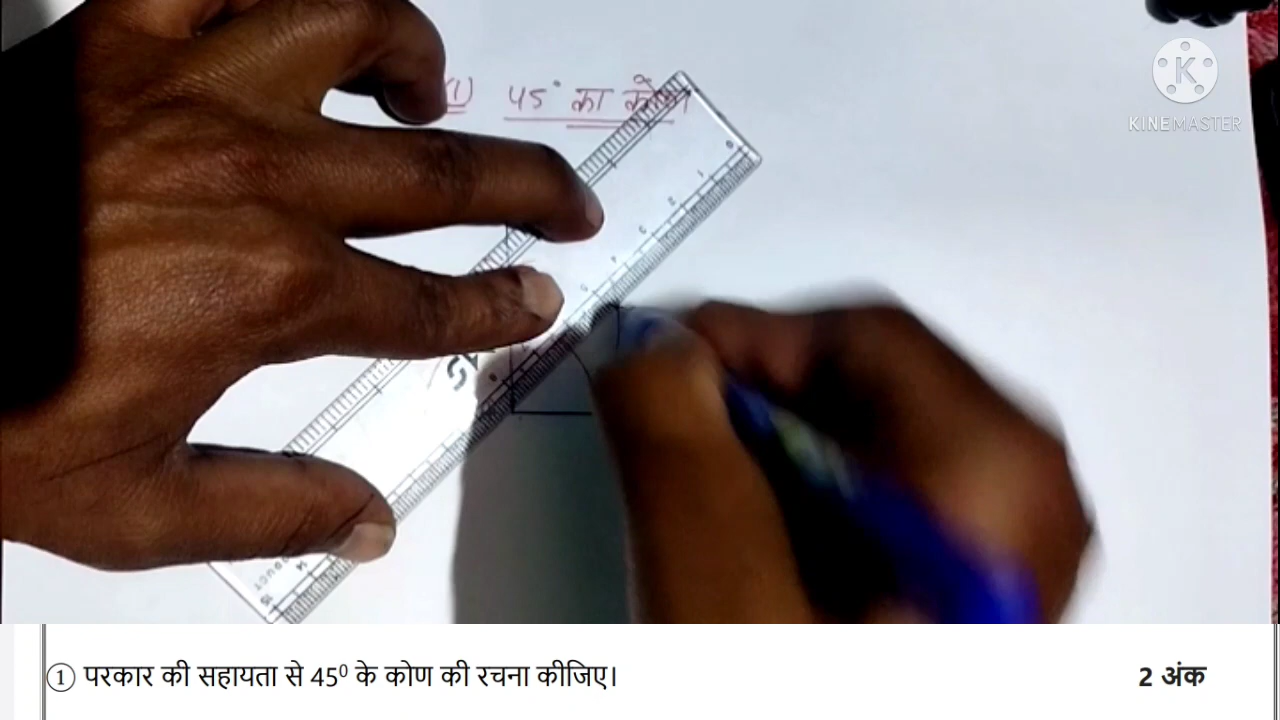 (1) 45° का कोण
KINEMASTER
① परकार की सहायता से 45⁰ के कोण की रचना कीजिए। 2 अंक